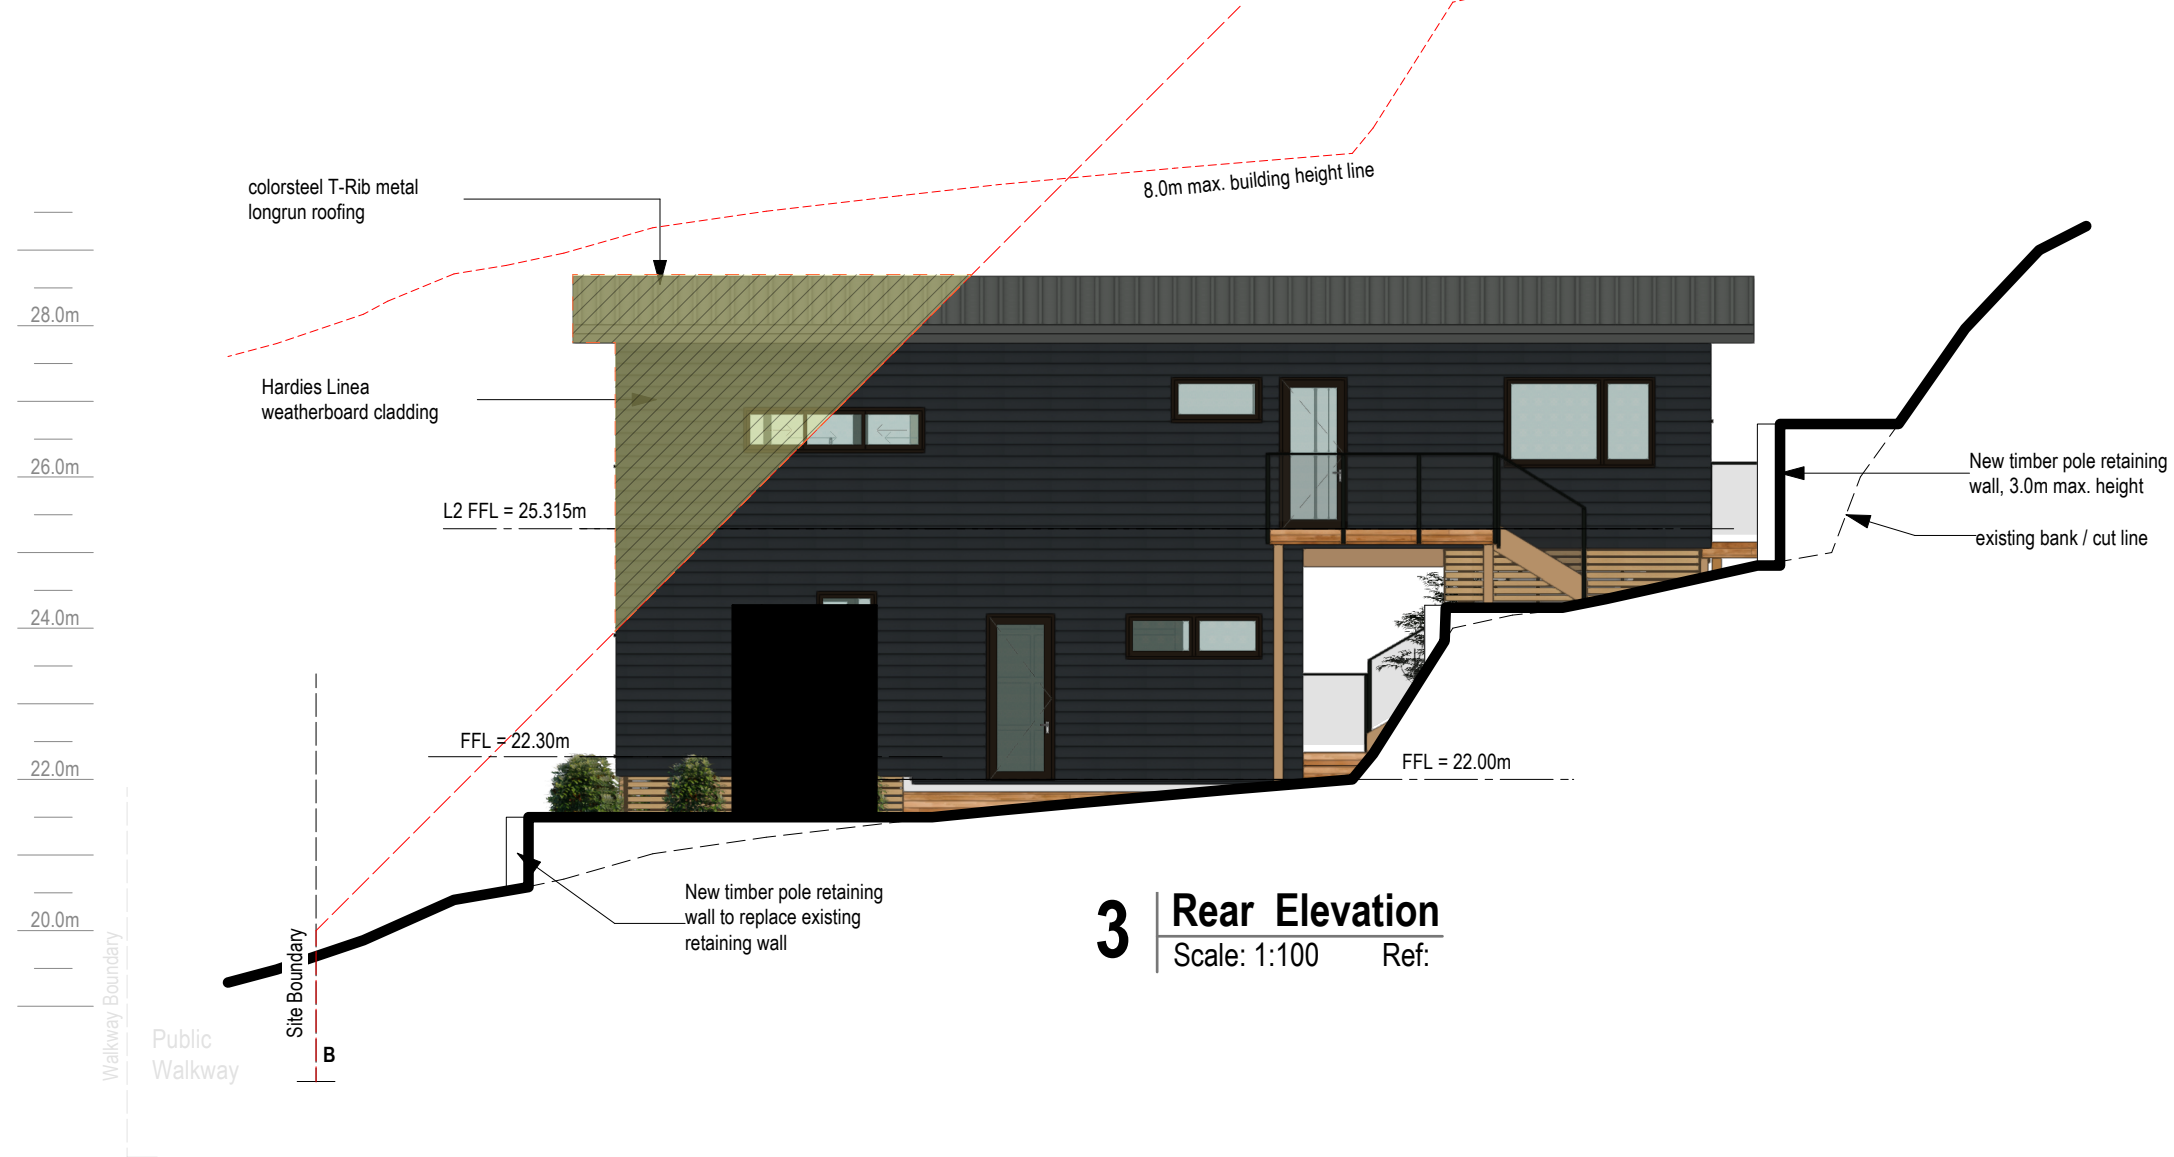 8.0m max. building height line
colorsteel T-Rib metal
longrun roofing
28.0m
Hardies Linea
weatherboard cladding
26.0m
New timber pole retaining
wall, 3.0m max. height
L2 FFL = 25.315m
existing bank / cut line
24.0m
FFL = 22.30m
22.0m
FFL = 22.00m
New timber pole retaining
wall to replace existing
retaining wall
20.0m
3
Rear Elevation
Scale: 1:100 Ref:
Site Boundary
Walkway Boundary
Public
Walkway
B